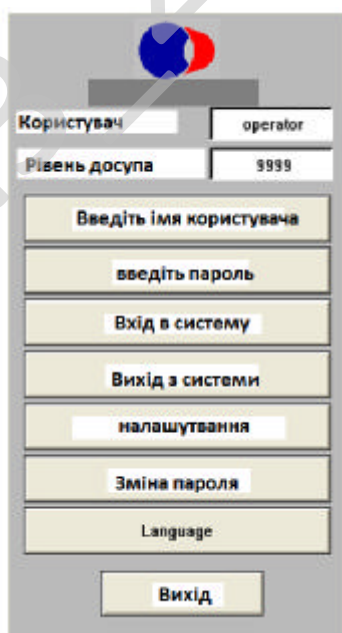 Користувач operator
Рівень досупа 9999
Введіть імя користувача
введіть пароль
Вхід в систему
Вихід з системи
налашутвання
Зміна пароля
Language
Вихід